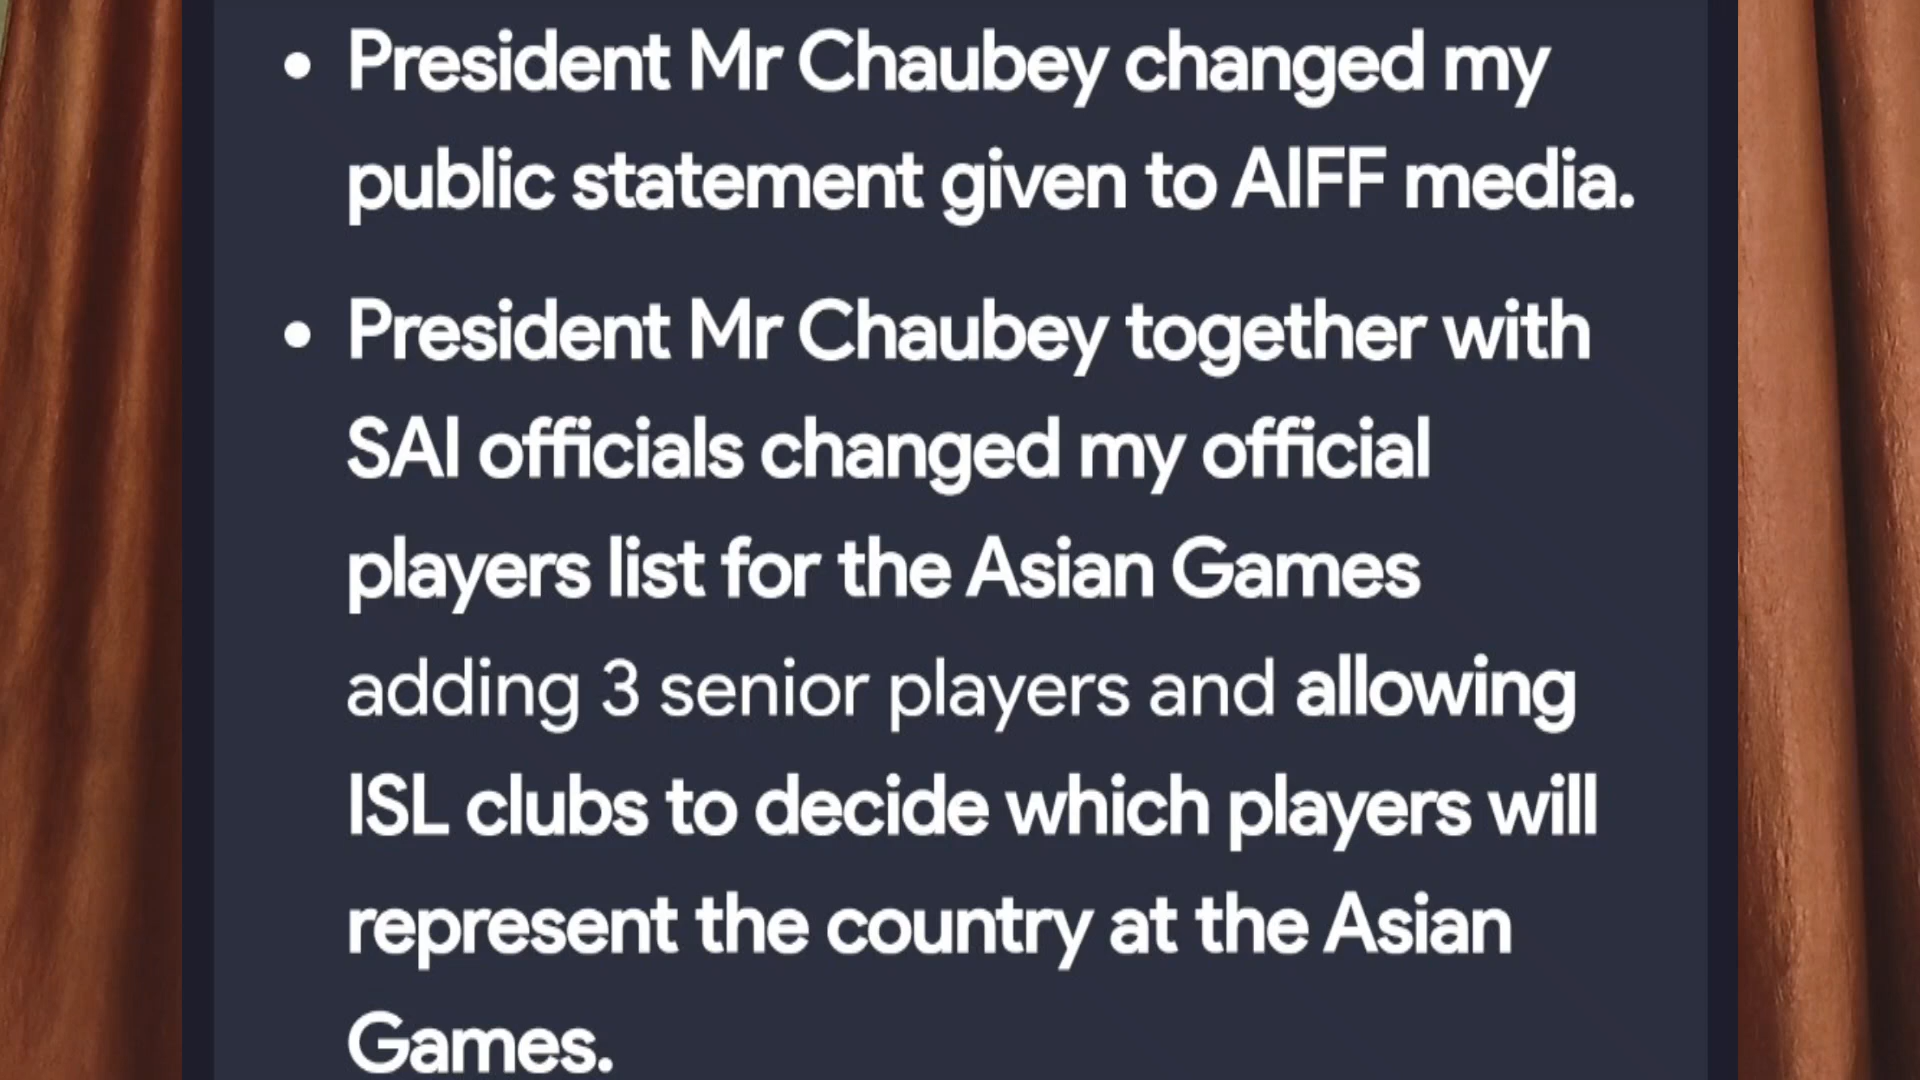 • President Mr Chaubey changed my
public statement given to AIFF media.
• President Mr Chaubey together with
SAI officials changed my official
players list for the Asian Games
adding 3 senior players and allowing
ISL clubs to decide which players will
represent the country at the Asian
Games.